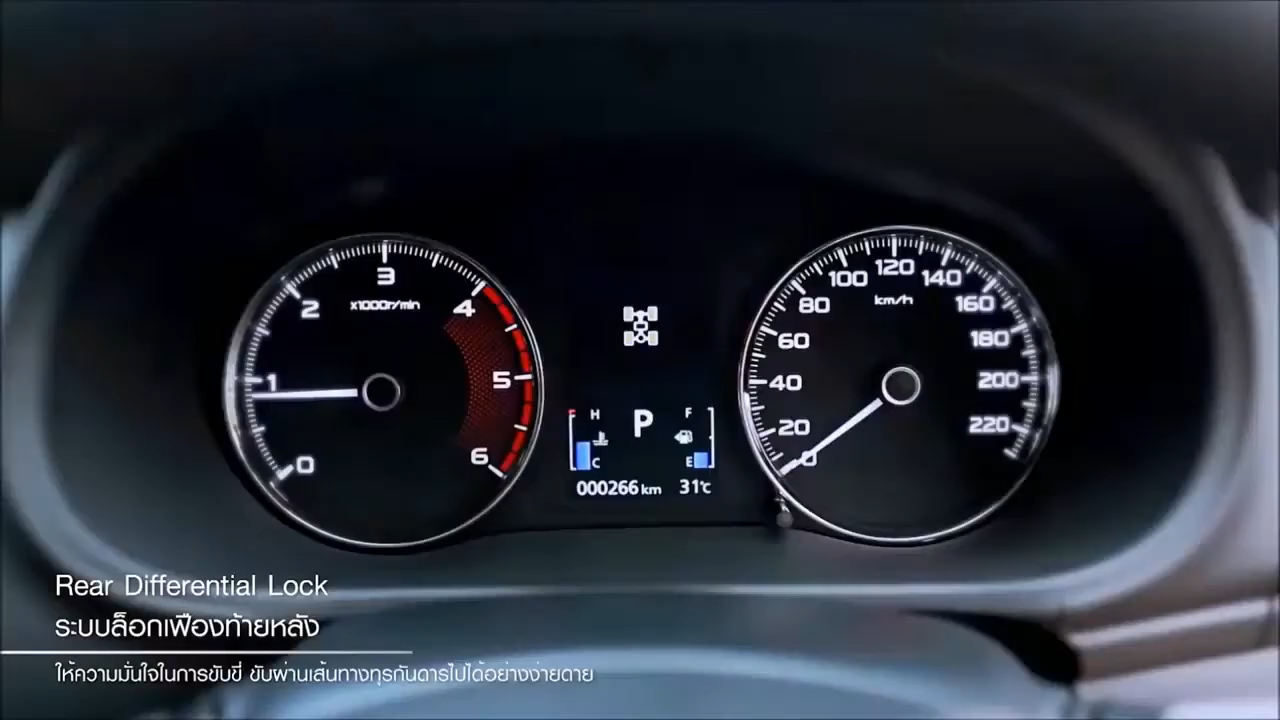 3
2
4
x1000r/min
1
5
0
6
H
P
F
C
E
000266 km 31°C
120
100
140
80
km/h
160
60
180
40
200
20
220
0
Rear Differential Lock
ระบบล็อกเฟืองท้ายหลัง
ให้ความมั่นใจในการขับขี่ ขับผ่านเส้นทางทุรกันดารไปได้อย่างง่ายดาย